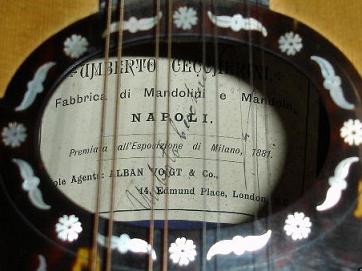 UMBERTO CECCHERINI,
Fabbrica di Mandolini e Mandole,
NAPOLI.
Premiata all'Esposizione di Milano, 1881.
Sole Agents: ALBAN VOIGT & Co.,
14, Edmund Place, London, E.C.